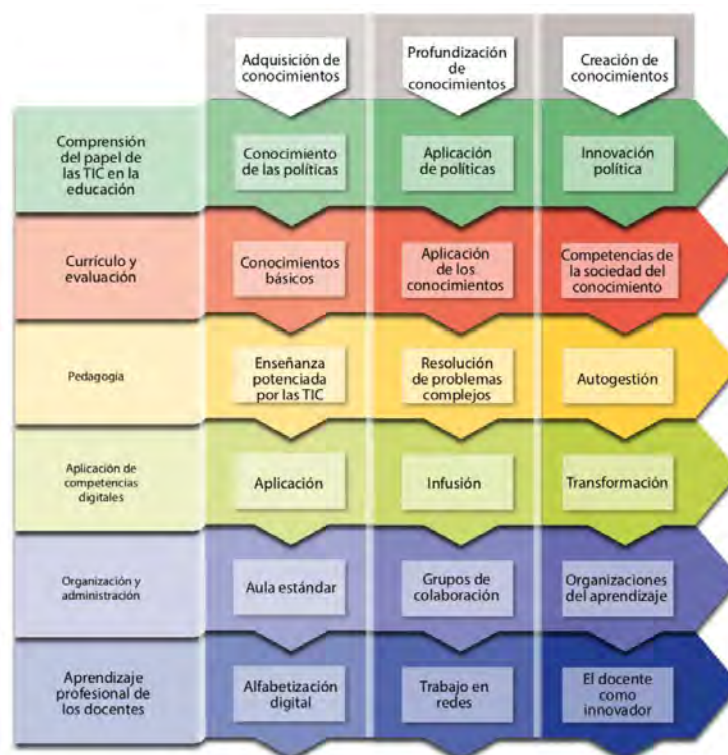 Adquisición de
conocimientos
Profundización
de
conocimientos
Creación de
conocimientos
Comprensión
del papel de
las TIC en la
educación
Conocimiento
de las políticas
Aplicación
de políticas
Innovación
política
Currículo y
evaluación
Conocimientos
básicos
Aplicación
de los
conocimientos
Competencias de
la sociedad del
conocimiento
Pedagogía
Enseñanza
potenciada
por las TIC
Resolución
de problemas
complejos
Autogestión
Aplicación de
competencias
digitales
Aplicación
Infusión
Transformación
Organización y
administración
Aula estándar
Grupos de
colaboración
Organizaciones
del aprendizaje
Aprendizaje
profesional de
los docentes
Alfabetización
digital
Trabajo en
redes
El docente
como
innovador